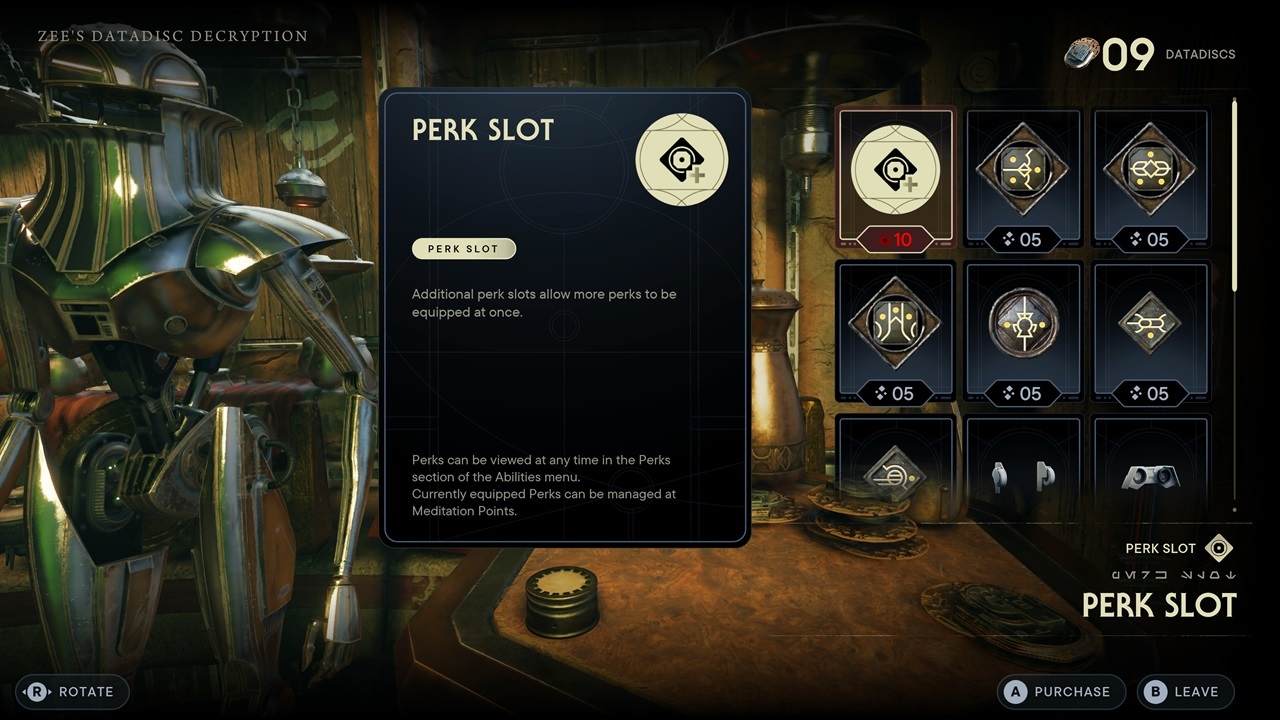 ZEE'S DATADISC DECRYPTION
09 DATADISCS
PERK SLOT
PERK SLOT
Additional perk slots allow more perks to be
equipped at once.
Perks can be viewed at any time in the Perks
section of the Abilities menu.
Currently equipped Perks can be managed at
Meditation Points.
10
05
05
05
05
05
PERK SLOT
PERK SLOT
R ROTATE
A PURCHASE
B LEAVE